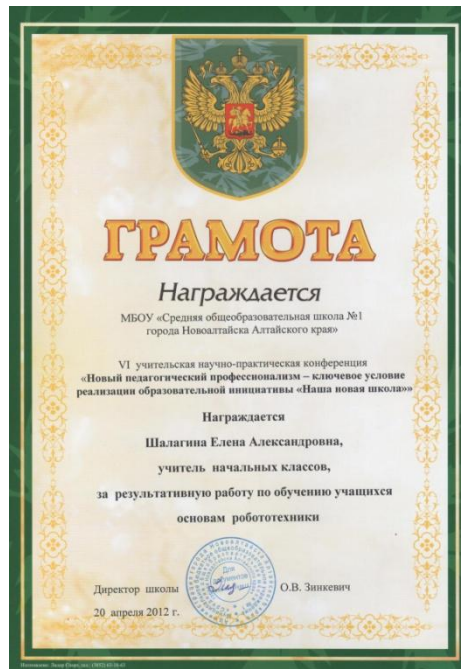 ГРАМОТА
Награждается
МБОУ «Средняя общеобразовательная школа №1
города Новоалтайска Алтайского края»
VI учительская научно-практическая конференция
«Новый педагогический профессионализм – ключевое условие
реализации образовательной инициативы «Наша новая школа»»
Награждается
Шалагина Елена Александровна,
учитель начальных классов,
за результативную работу по обучению учащихся
основам робототехники
Для
документов
Директор школы О.В. Зинкевич
20 апреля 2012 г.